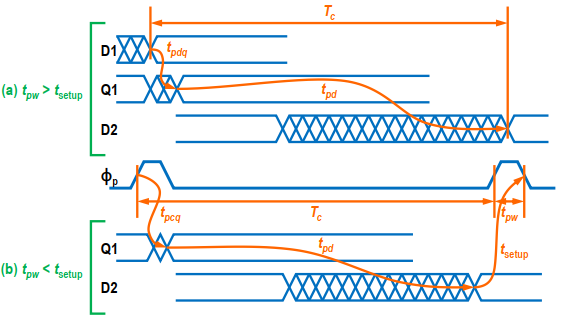 T_c
D1
t_pdq
Q1
t_pd
(a) t_pw > t_setup
D2
ϕ_p
t_pcq
T_c
t_pw
Q1
t_pd
t_setup
(b) t_pw < t_setup
D2